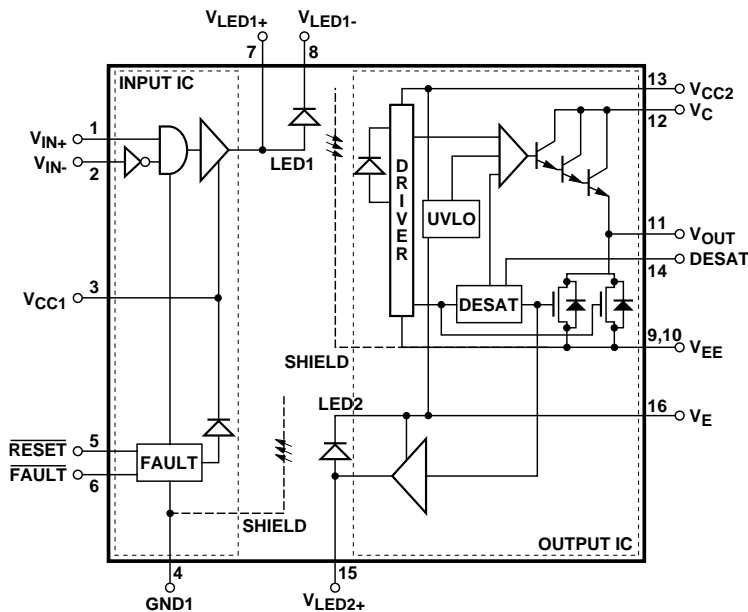 VLED1+
VLED1-
7
8
INPUT IC
13
VCC2
VC
12
VIN+
1
VIN-
2
LED1
DRIVER
UVLO
11
VOUT
DESAT
14
3
VCC1
DESAT
9,10
VEE
SHIELD
LED2
16
VE
RESET
5
FAULT
FAULT
6
SHIELD
OUTPUT IC
4
15
GND1
VLED2+